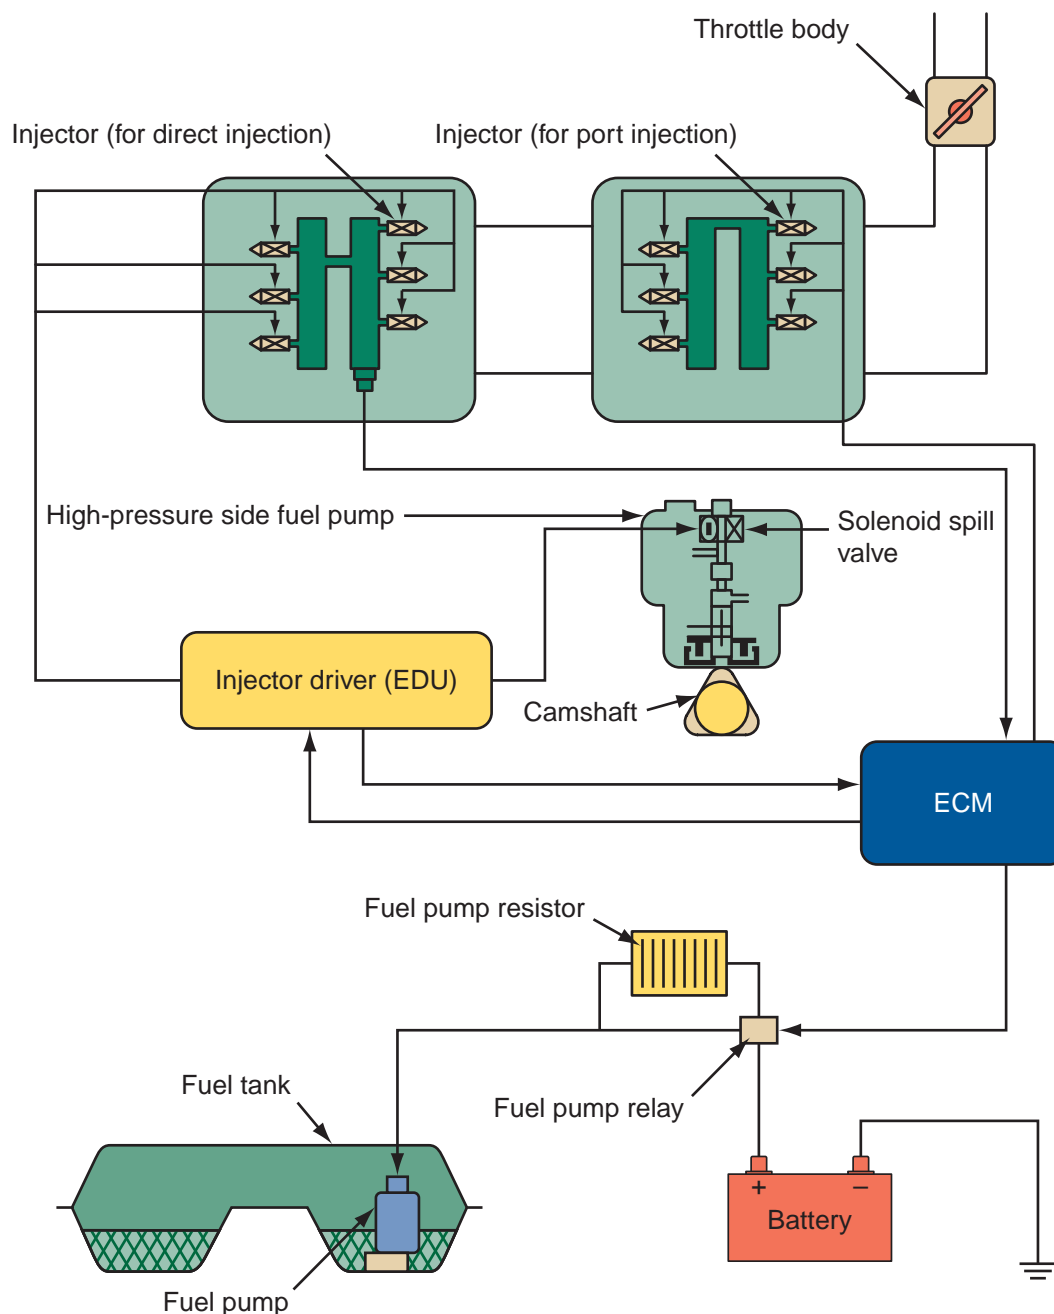 Throttle body
Injector (for direct injection)
Injector (for port injection)
High-pressure side fuel pump
Solenoid spill
valve
Injector driver (EDU)
Camshaft
ECM
Fuel pump resistor
Fuel tank
Fuel pump relay
+
–
Battery
Fuel pump